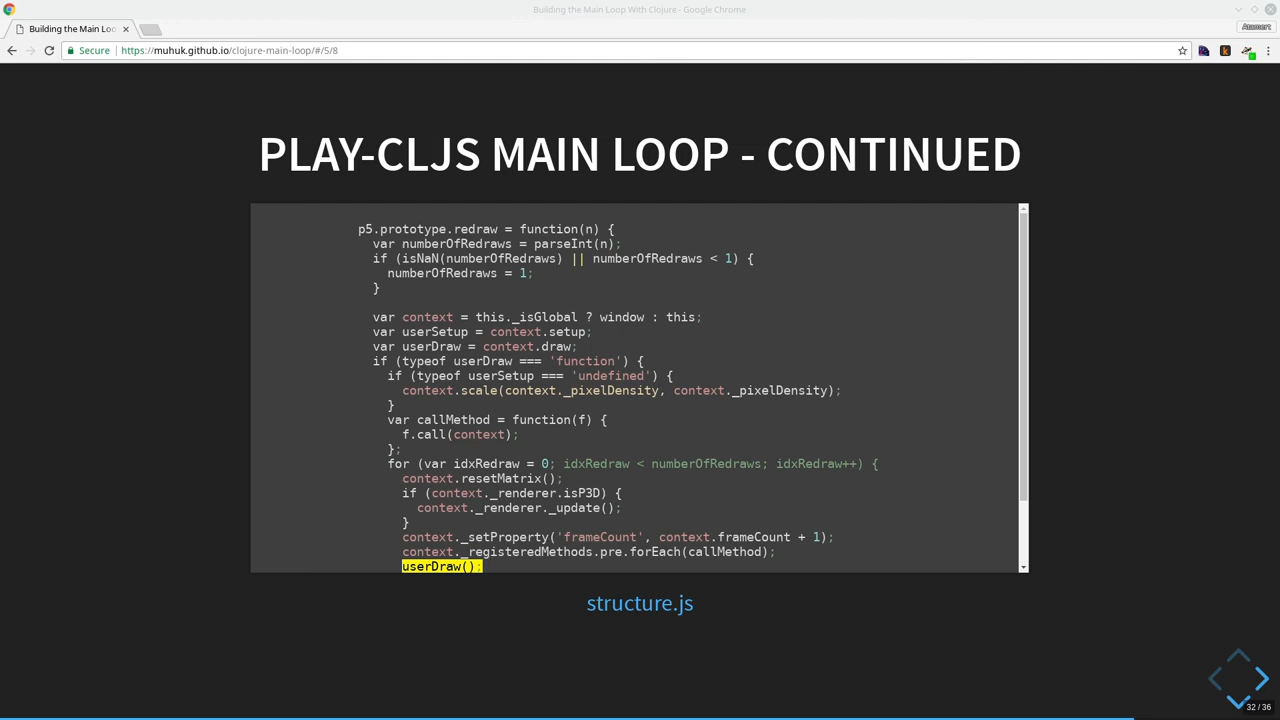 Building the Main Loop With Clojure - Google Chrome
Building the Main Loo
Atamert
Secure https://muhuk.github.io/clojure-main-loop/#/5/8
PLAY-CLJS MAIN LOOP - CONTINUED
p5.prototype.redraw = function(n) {
var numberOfRedraws = parseInt(n);
if (isNaN(numberOfRedraws) || numberOfRedraws < 1) {
numberOfRedraws = 1;
}
var context = this._isGlobal ? window : this;
var userSetup = context.setup;
var userDraw = context.draw;
if (typeof userDraw === 'function') {
if (typeof userSetup === 'undefined') {
context.scale(context._pixelDensity, context._pixelDensity);
}
var callMethod = function(f) {
f.call(context);
};
for (var idxRedraw = 0; idxRedraw < numberOfRedraws; idxRedraw++) {
context.resetMatrix();
if (context._renderer.isP3D) {
context._renderer._update();
}
context._setProperty('frameCount', context.frameCount + 1);
context._registeredMethods.pre.forEach(callMethod);
userDraw();
structure.js
32 / 36